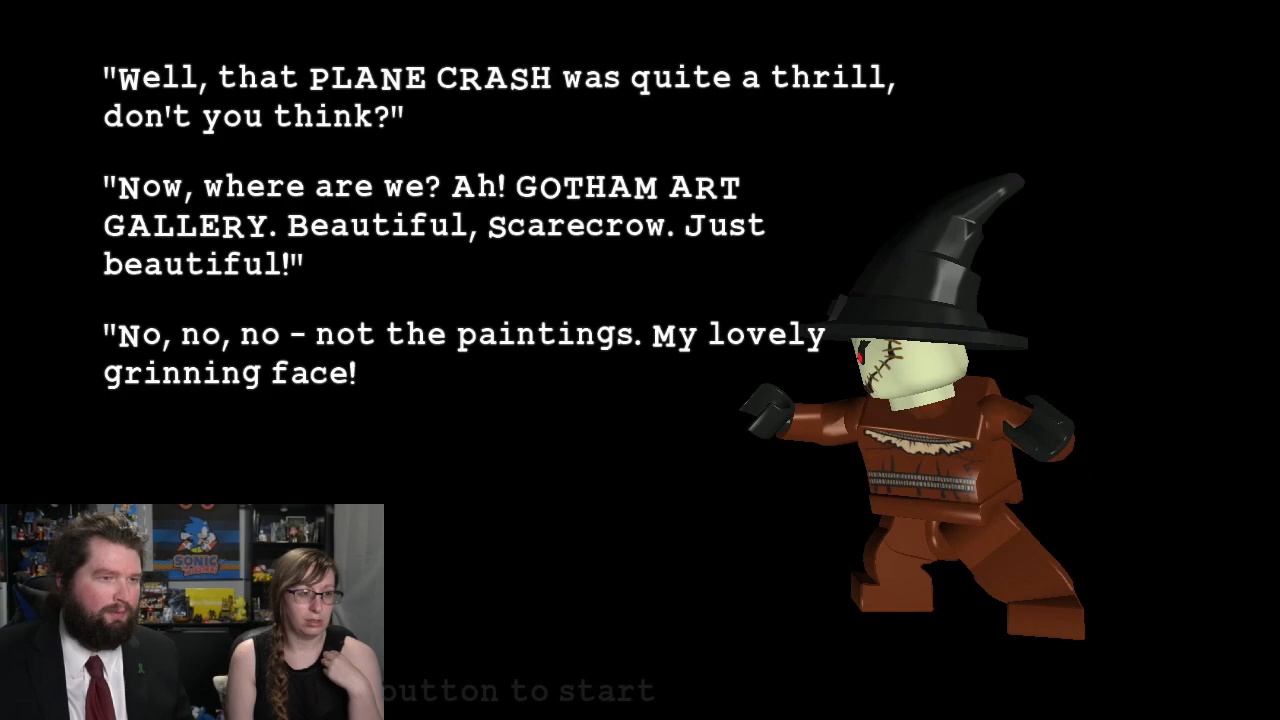 "Well, that PLANE CRASH was quite a thrill,
don't you think?"
"Now, where are we? Ah! GOTHAM ART
GALLERY. Beautiful, Scarecrow. Just
beautiful!"
"No, no, no – not the paintings. My lovely
grinning face!
SONIC
button to start